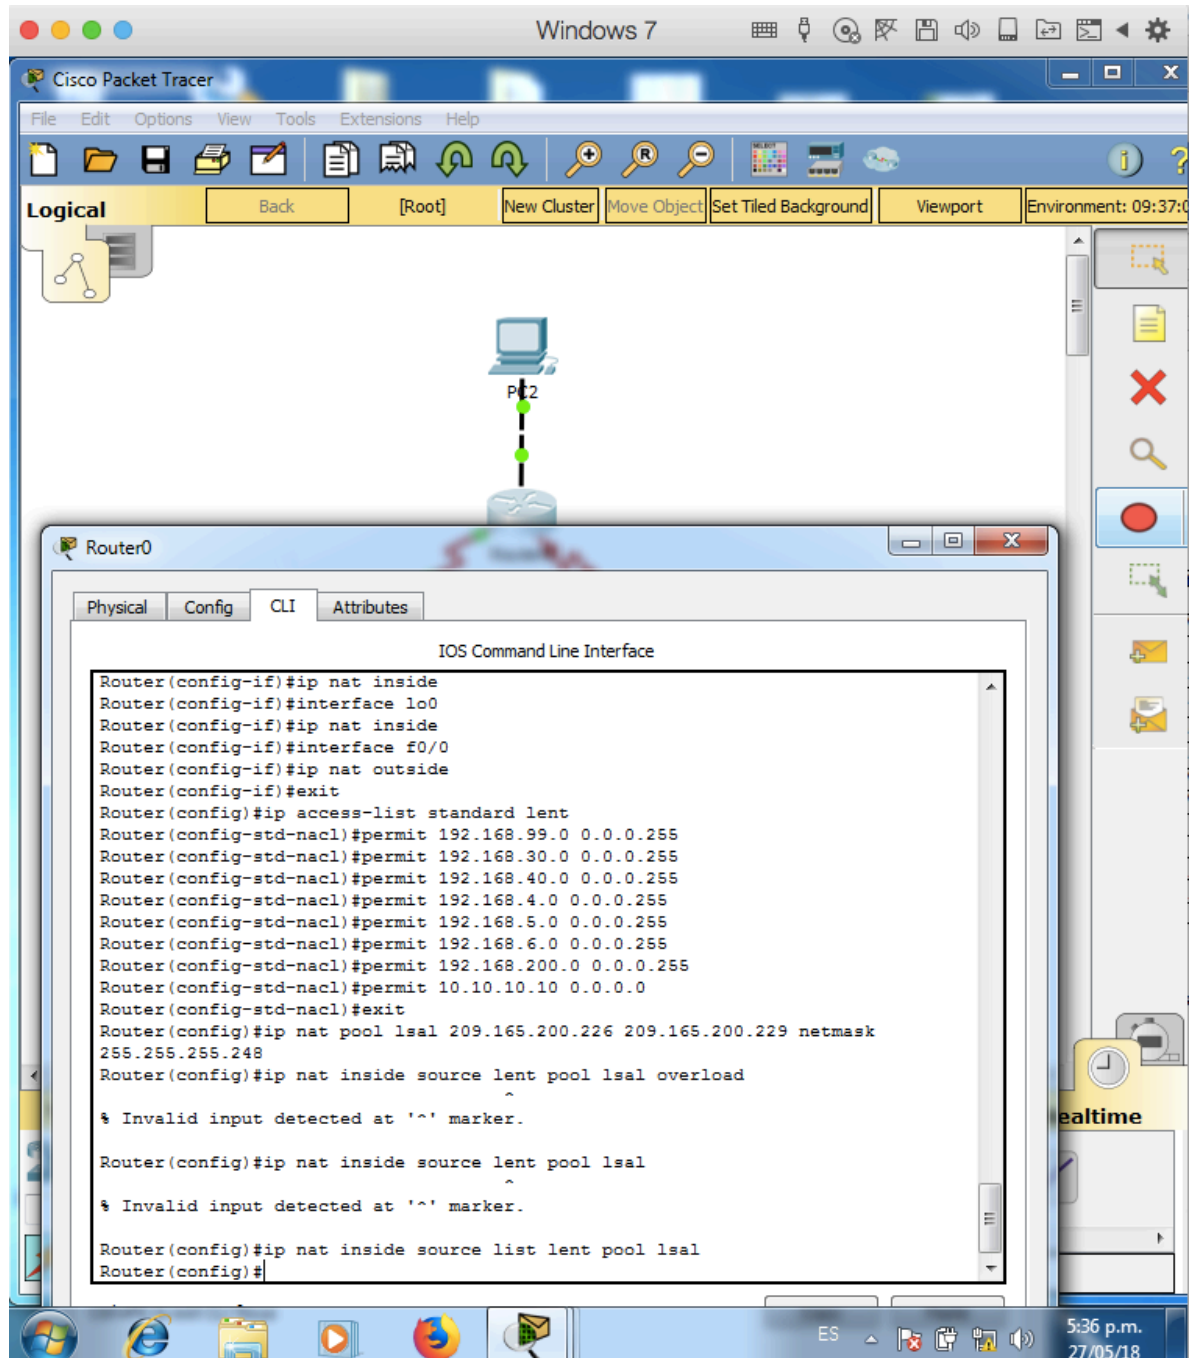 Windows 7
Cisco Packet Tracer
File Edit Options View Tools Extensions Help
Logical Back [Root] New Cluster Move Object Set Tiled Background Viewport Environment: 09:37:0
PC2
Router0
Physical Config CLI Attributes
IOS Command Line Interface
Router(config-if)#ip nat inside
Router(config-if)#interface lo0
Router(config-if)#ip nat inside
Router(config-if)#interface f0/0
Router(config-if)#ip nat outside
Router(config-if)#exit
Router(config)#ip access-list standard lent
Router(config-std-nacl)#permit 192.168.99.0 0.0.0.255
Router(config-std-nacl)#permit 192.168.30.0 0.0.0.255
Router(config-std-nacl)#permit 192.168.40.0 0.0.0.255
Router(config-std-nacl)#permit 192.168.4.0 0.0.0.255
Router(config-std-nacl)#permit 192.168.5.0 0.0.0.255
Router(config-std-nacl)#permit 192.168.6.0 0.0.0.255
Router(config-std-nacl)#permit 192.168.200.0 0.0.0.255
Router(config-std-nacl)#permit 10.10.10.10 0.0.0.0
Router(config-std-nacl)#exit
Router(config)#ip nat pool lsal 209.165.200.226 209.165.200.229 netmask
255.255.255.248
Router(config)#ip nat inside source lent pool lsal overload
^
% Invalid input detected at '^' marker.
Router(config)#ip nat inside source lent pool lsal
^
% Invalid input detected at '^' marker.
Router(config)#ip nat inside source list lent pool lsal
Router(config)#
ealtime
ES
5:36 p.m.
27/05/18